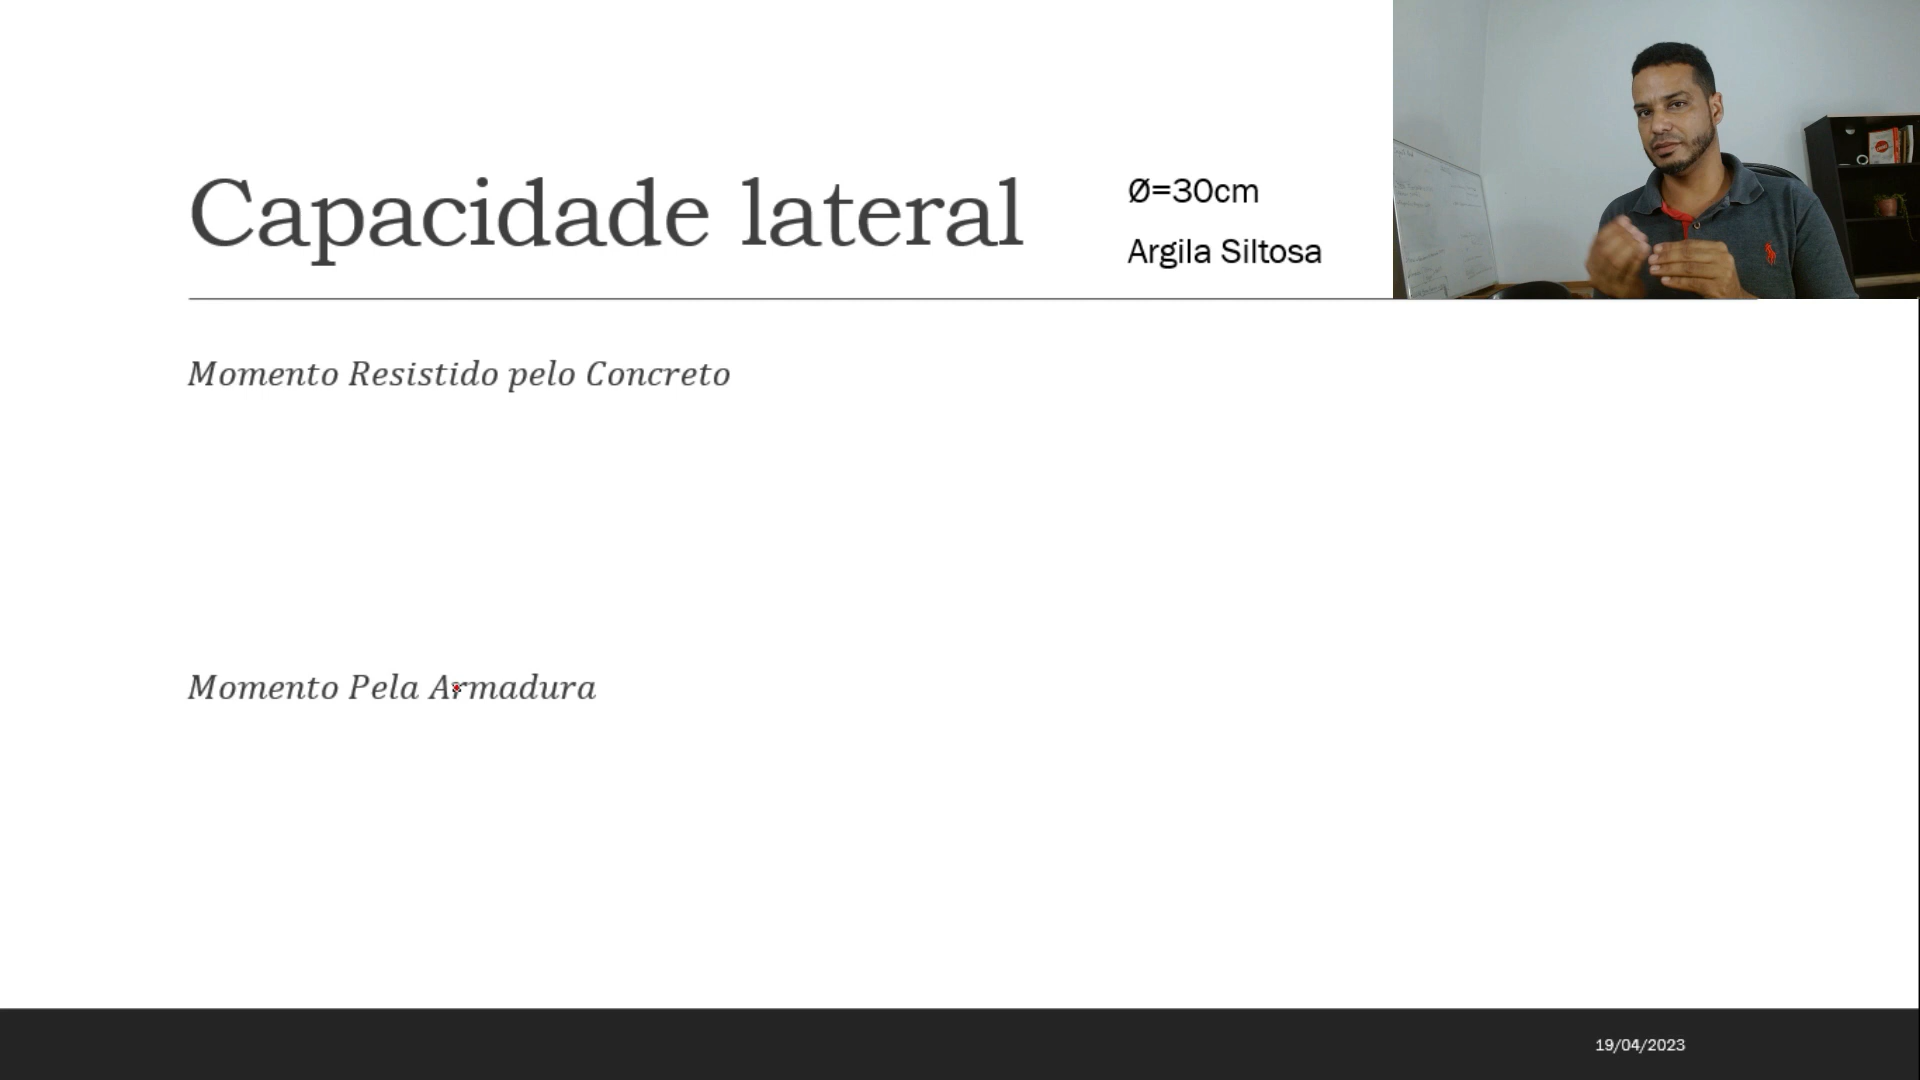 Capacidade lateral
Ø=30cm
Argila Siltosa
Momento Resistido pelo Concreto
Momento Pela Armadura
19/04/2023